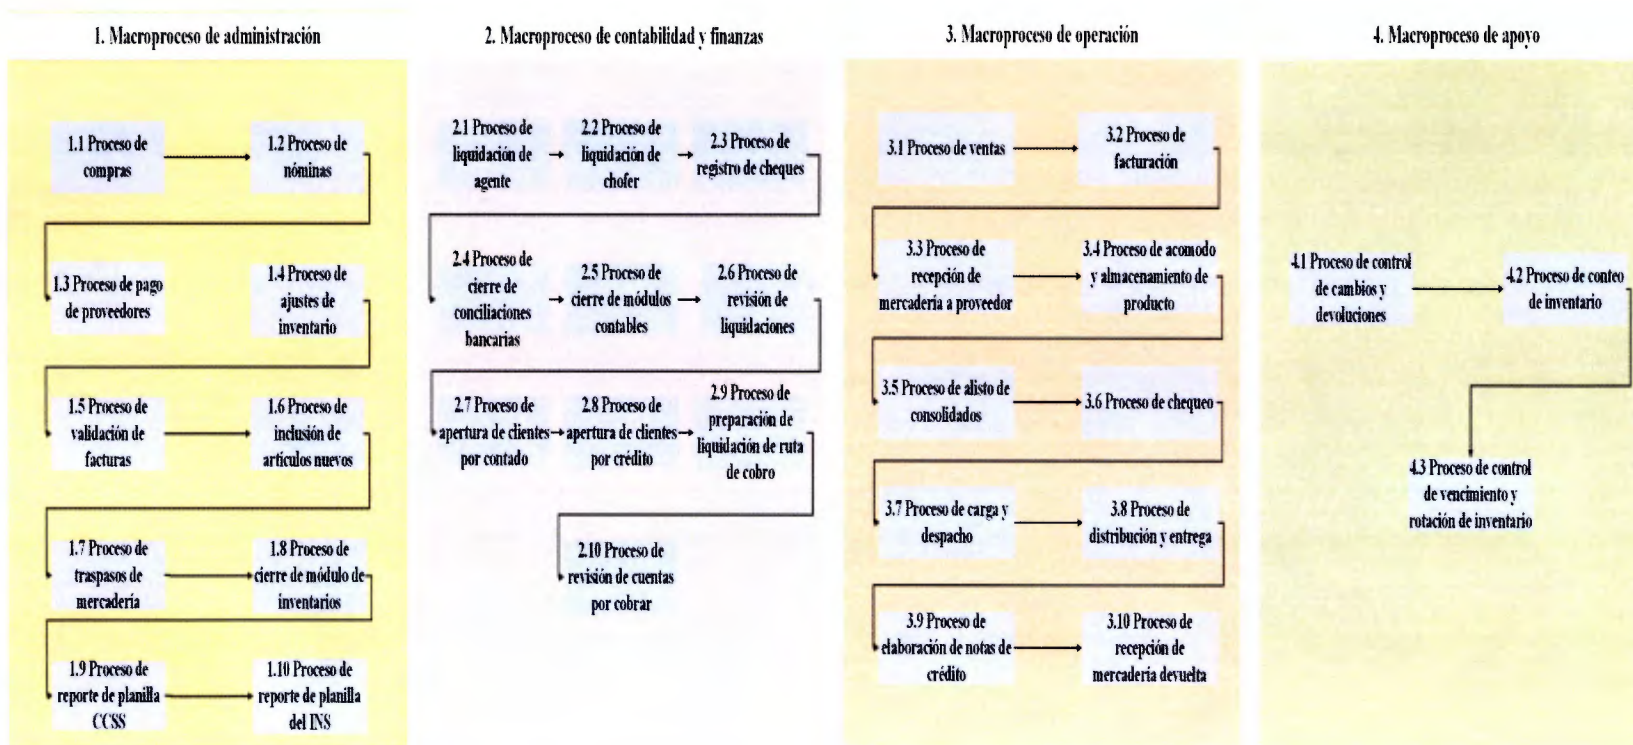 1. Macroproceso de administración
1.1 Proceso de
compras
1.2 Proceso de
nóminas
1.3 Proceso de pago
de proveedores
1.4 Proceso de
ajustes de
inventario
1.5 Proceso de
validación de
facturas
1.6 Proceso de
inclusión de
artículos nuevos
1.7 Proceso de
traspasos de
mercadería
1.8 Proceso de
cierre de módulo de
inventarios
1.9 Proceso de
reporte de planilla
CCSS
1.10 Proceso de
reporte de planilla
del INS
2. Macroproceso de contabilidad y finanzas
2.1 Proceso de
liquidación de
agente
2.2 Proceso de
liquidación de
chofer
2.3 Proceso de
registro de cheques
2.4 Proceso de
cierre de
conciliaciones
bancarias
2.5 Proceso de
cierre de módulos
contables
2.6 Proceso de
revisión de
liquidaciones
2.7 Proceso de
apertura de clientes
por contado
2.8 Proceso de
apertura de clientes
por crédito
2.9 Proceso de
preparación de
liquidación de ruta
de cobro
2.10 Proceso de
revisión de cuentas
por cobrar
3. Macroproceso de operación
3.1 Proceso de ventas
3.2 Proceso de
facturación
3.3 Proceso de
recepción de
mercadería a proveedor
3.4 Proceso de acomodo
y almacenamiento de
producto
3.5 Proceso de alisto de
consolidados
3.6 Proceso de chequeo
3.7 Proceso de carga y
despacho
3.8 Proceso de
distribución y entrega
3.9 Proceso de
elaboración de notas de
crédito
3.10 Proceso de
recepción de
mercadería devuelta
4. Macroproceso de apoyo
4.1 Proceso de control
de cambios y
devoluciones
4.2 Proceso de conteo
de inventario
4.3 Proceso de control
de vencimiento y
rotación de inventario